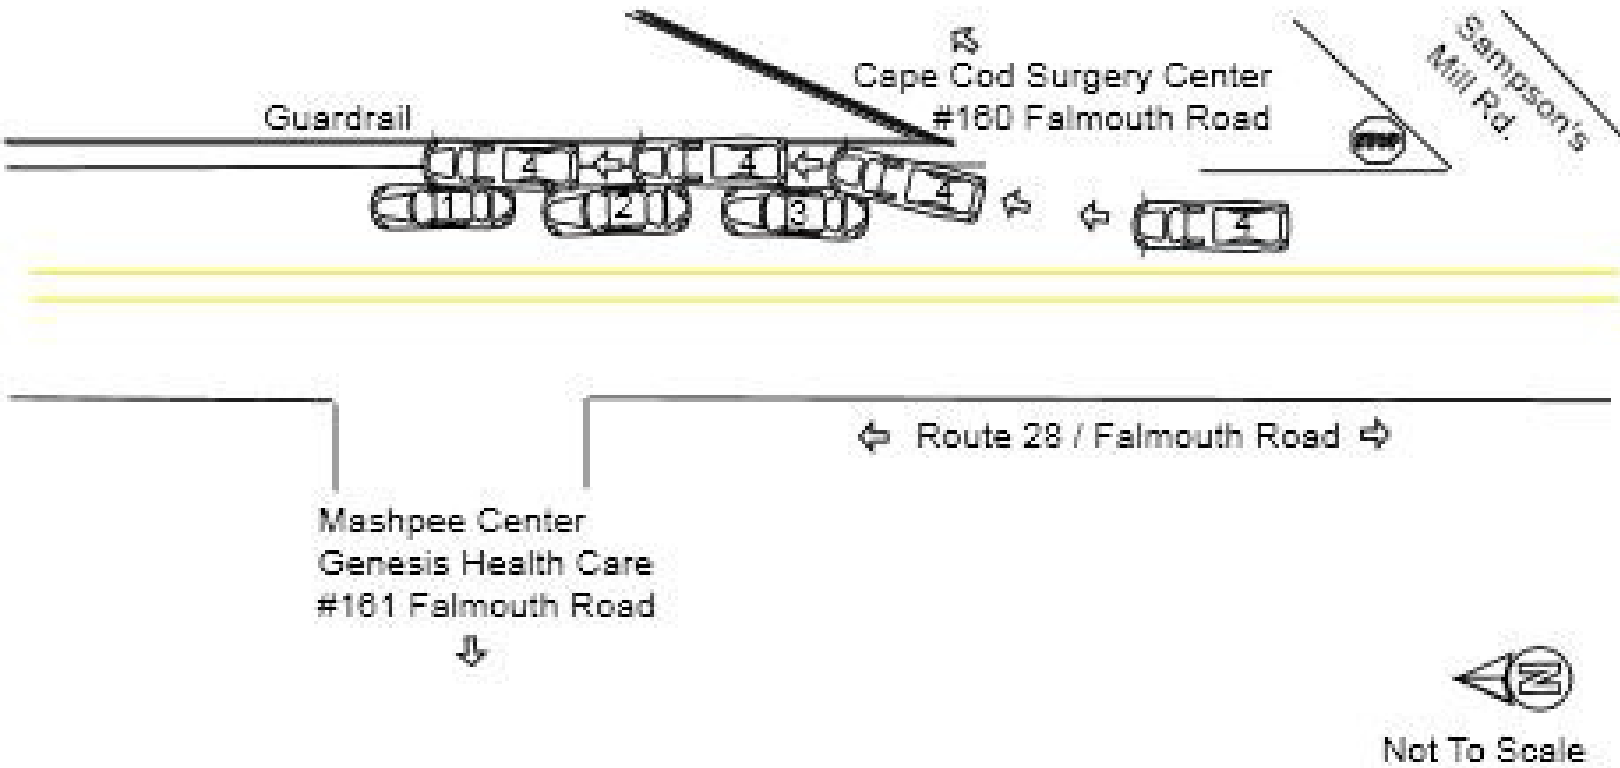 Sampson's
Mill Rd.
Cape Cod Surgery Center
#160 Falmouth Road
Guardrail
4
4
4
4
1
2
3
Route 28 / Falmouth Road
Mashpee Center
Genesis Health Care
#161 Falmouth Road
N
Not To Scale